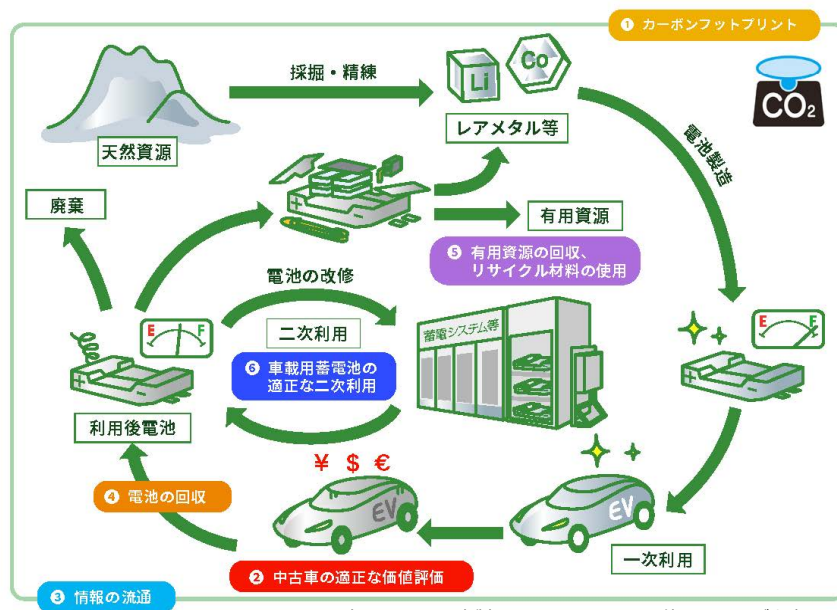 ❶ カーボンフットプリント
採掘・精練
Li
Co
CO₂
天然資源
レアメタル等
電池製造
廃棄
有用資源
❺ 有用資源の回収、
リサイクル材料の使用
電池の改修
E F
二次利用
蓄電システム等
E F
❻ 車載用蓄電池の
適正な二次利用
利用後電池
¥ $ €
❹ 電池の回収
EV
EV
一次利用
❷ 中古車の適正な価値評価
❸ 情報の流通